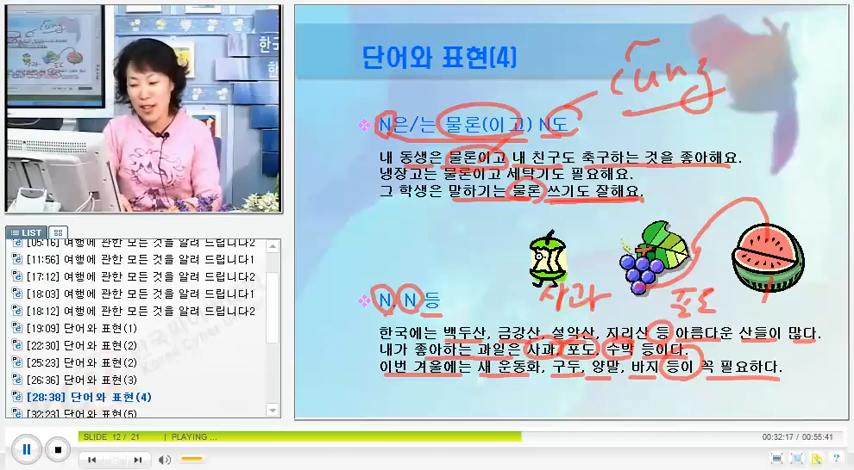 단어와 표현(4)
cũng
N은/는 물론(이고) N도
내 동생은 물론이고 내 친구도 축구하는 것을 좋아해요.
냉장고는 물론이고 세탁기도 필요해요.
그 학생은 말하기는 물론 쓰기도 잘해요.
사과
포도
N, N 등
한국에는 백두산, 금강산, 설악산, 지리산 등 아름다운 산들이 많다.
내가 좋아하는 과일은 사과, 포도, 수박 등이다.
이번 겨울에는 새 운동화, 구두, 양말, 바지 등이 꼭 필요하다.
LIST
[05:16] 여행에 관한 모든 것을 알려 드립니다2
[11:56] 여행에 관한 모든 것을 알려 드립니다1
[17:12] 여행에 관한 모든 것을 알려 드립니다2
[18:03] 여행에 관한 모든 것을 알려 드립니다1
[18:12] 여행에 관한 모든 것을 알려 드립니다2
[19:09] 단어와 표현(1)
[22:30] 단어와 표현(2)
[25:23] 단어와 표현(2)
[26:36] 단어와 표현(3)
[28:38] 단어와 표현(4)
[32:23] 단어와 표현(5)
SLIDE 12 / 21 | PLAYING ...
00:32:17 / 00:55:41